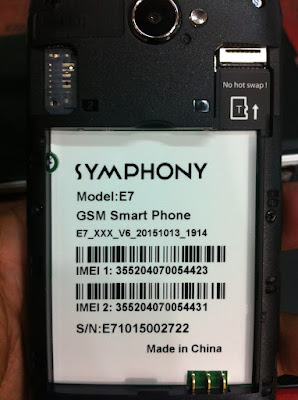 No hot swap !
T
2
SYMPHONY
Model:E7
GSM Smart Phone
E7_XXX_V6_20151013_1914
IMEI 1: 355204070054423
IMEI 2: 355204070054431
S/N:E71015002722
Made in China